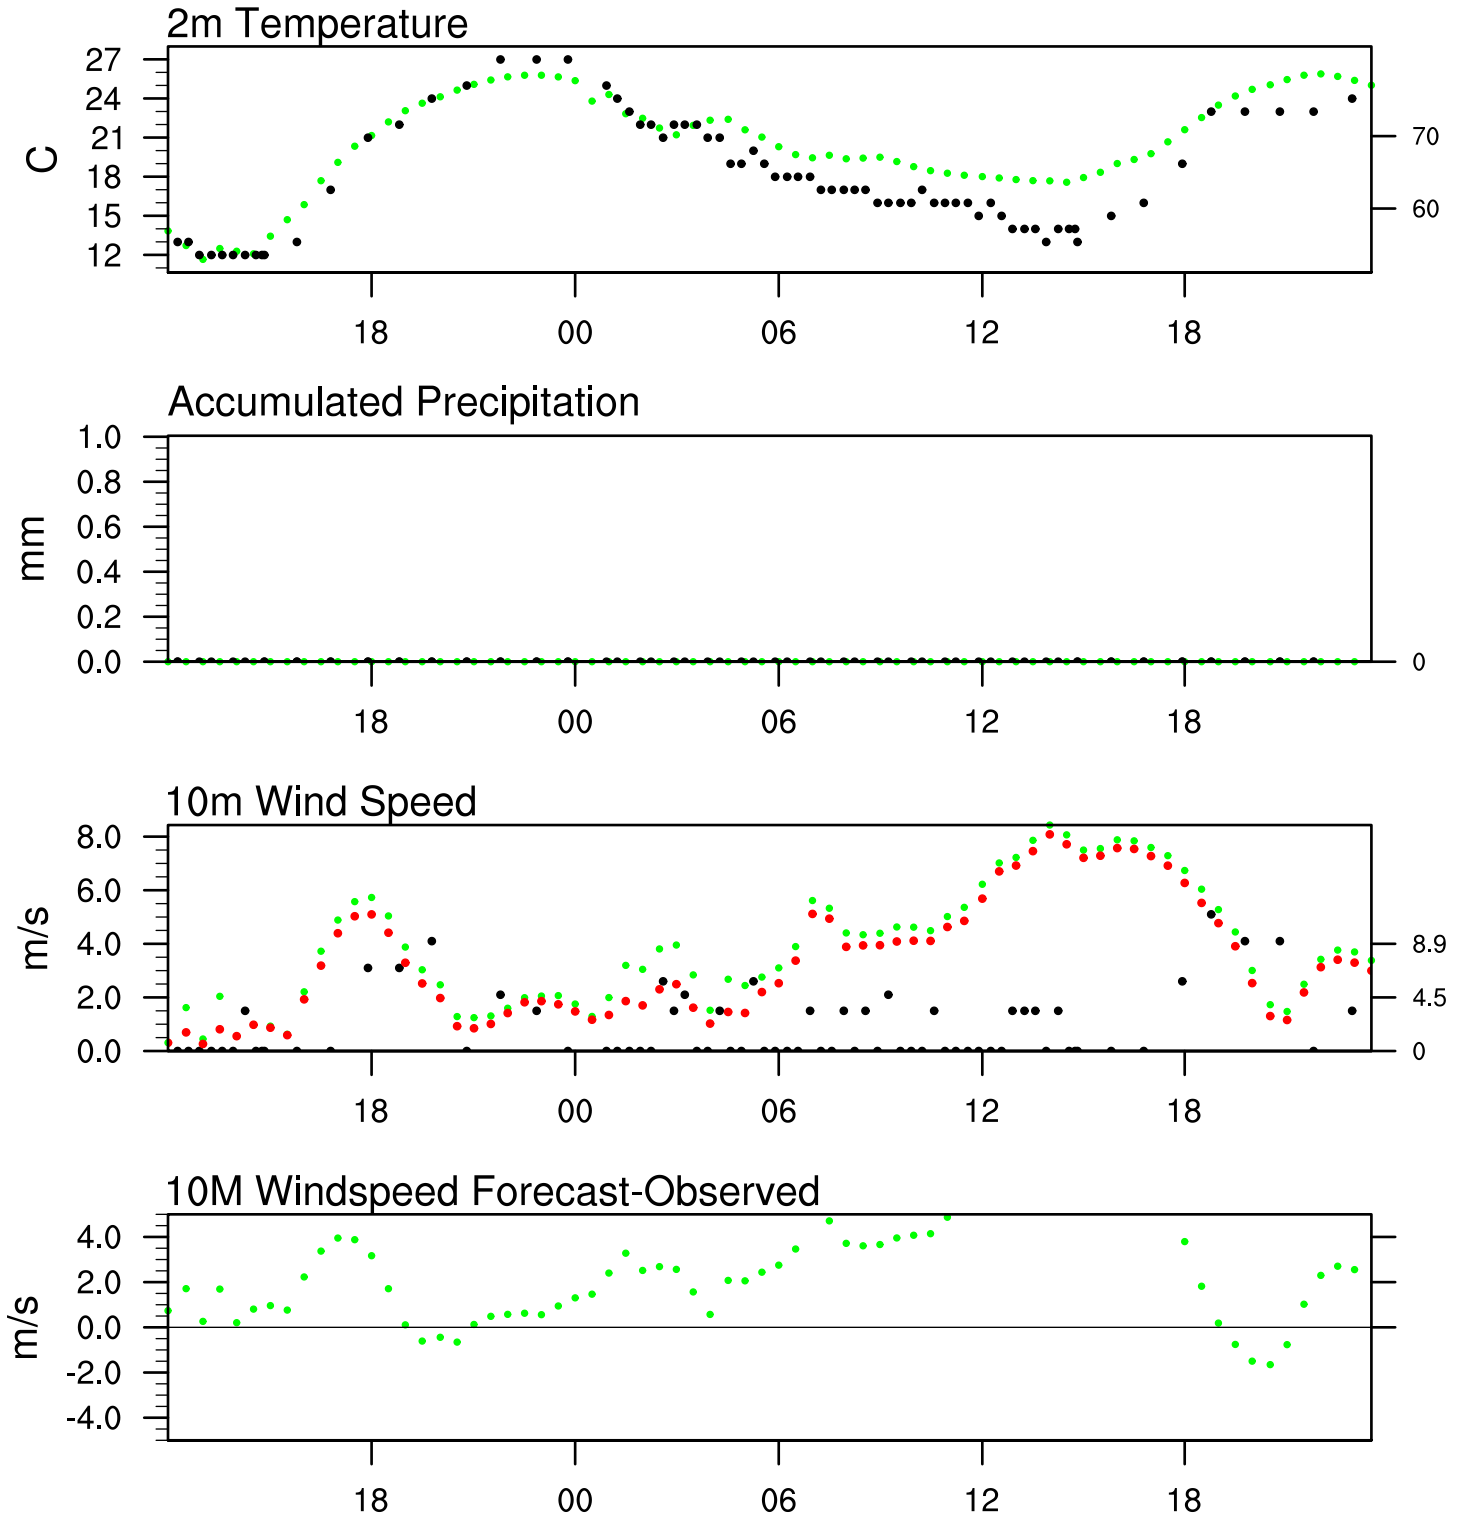 2m Temperature
27
24
21
18
15
12
C
70
60
18 00 06 12 18
Accumulated Precipitation
1.0
0.8
0.6
0.4
0.2
0.0
mm
0
18 00 06 12 18
10m Wind Speed
8.0
6.0
4.0
2.0
0.0
m/s
8.9
4.5
0
18 00 06 12 18
10M Windspeed Forecast-Observed
4.0
2.0
0.0
-2.0
-4.0
m/s
18 00 06 12 18